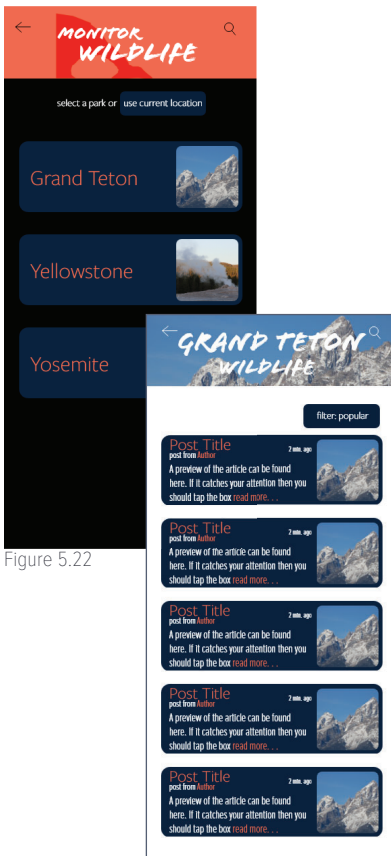 MONITOR
WILDLIFE
select a park or use current location
Grand Teton
Yellowstone
Yosemite
Figure 5.22
GRAND TETON
WILDLIFE
filter: popular
Post Title
2 min. ago
post from Author
A preview of the article can be found
here. If it catches your attention then you
should tap the box read more. . .
Post Title
2 min. ago
post from Author
A preview of the article can be found
here. If it catches your attention then you
should tap the box read more. . .
Post Title
2 min. ago
post from Author
A preview of the article can be found
here. If it catches your attention then you
should tap the box read more. . .
Post Title
2 min. ago
post from Author
A preview of the article can be found
here. If it catches your attention then you
should tap the box read more. . .
Post Title
2 min. ago
post from Author
A preview of the article can be found
here. If it catches your attention then you
should tap the box read more. . .